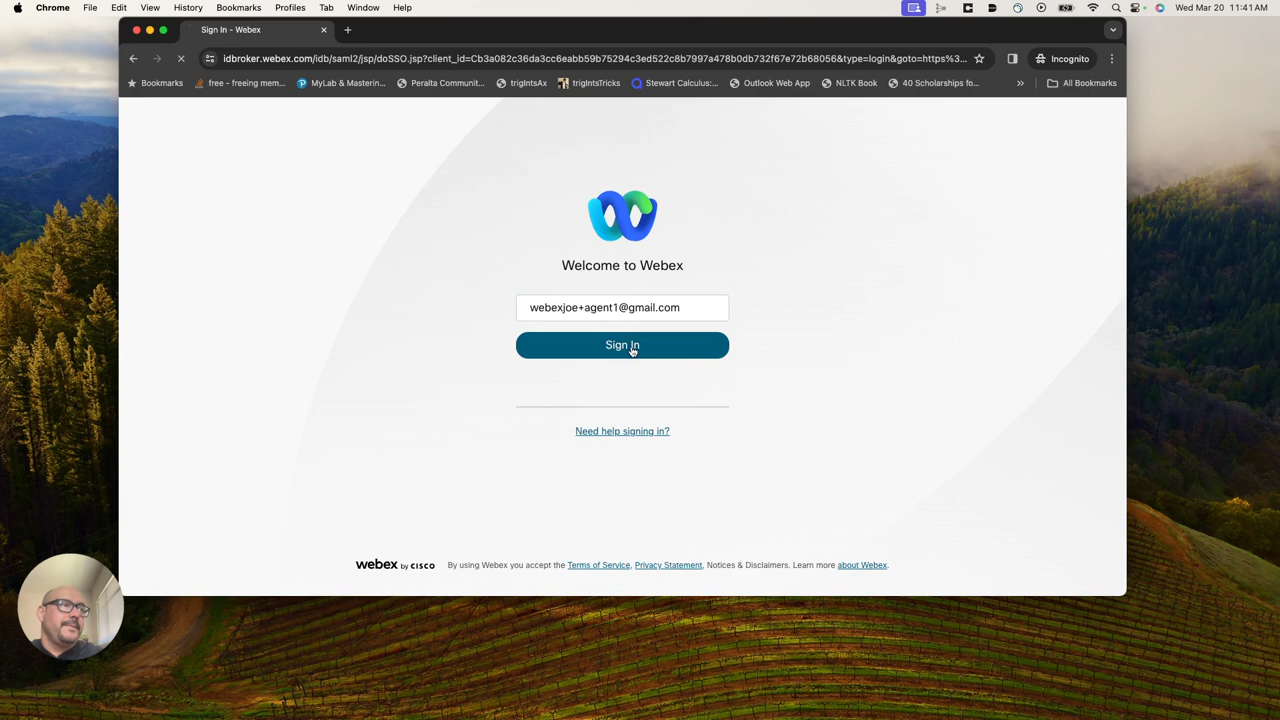 Chrome File Edit View History Bookmarks Profiles Tab Window Help Wed Mar 20 11:41 AM
Sign In - Webex
idbroker.webex.com/idb/saml2/jsp/doSSO.jsp?client_id=Cb3a082c36da3cc6eabb59b75294c3ed522c8b7997a478b0db732f67e72b68056&type=login&goto=https%3... Incognito
Bookmarks free - freeing mem... MyLab & Masterin... Peralta Communit... trigIntsAx trigIntsTricks Stewart Calculus:... Outlook Web App NLTK Book 40 Scholarships fo... » All Bookmarks
Welcome to Webex
webexjoe+agent1@gmail.com
Sign In
Need help signing in?
webex by CISCO By using Webex you accept the Terms of Service, Privacy Statement, Notices & Disclaimers. Learn more about Webex.